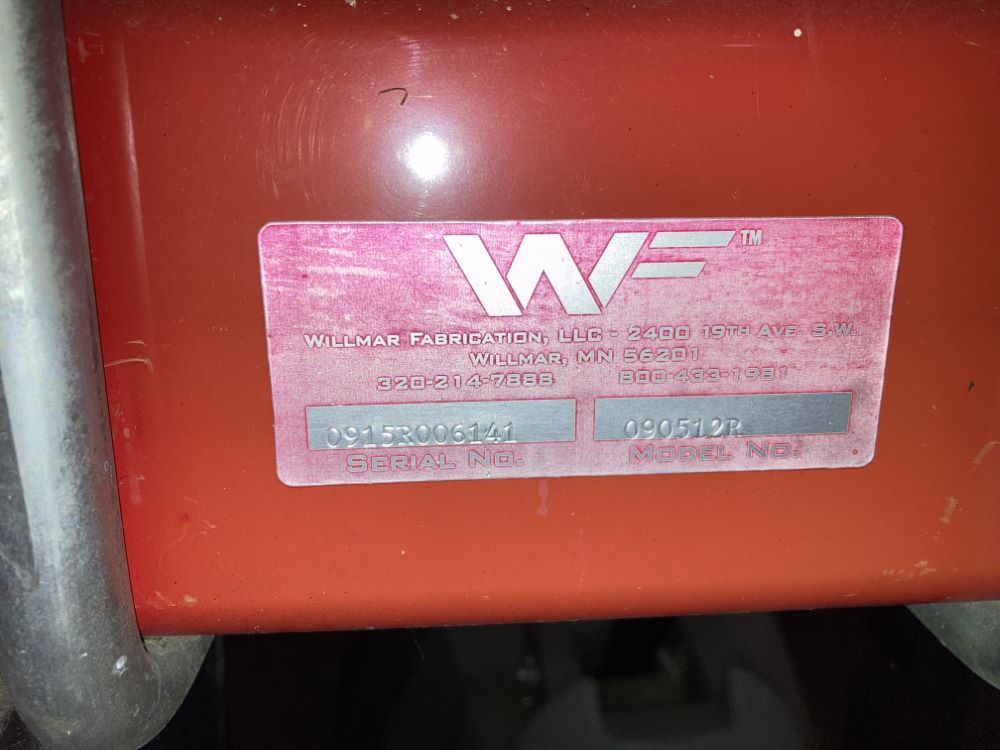 WF™
WILLMAR FABRICATION, LLC - 2400 19TH AVE. S.W.
WILLMAR, MN 56201
320-214-7888 800-433-1981
0915R006141 090512R
SERIAL NO. MODEL NO.